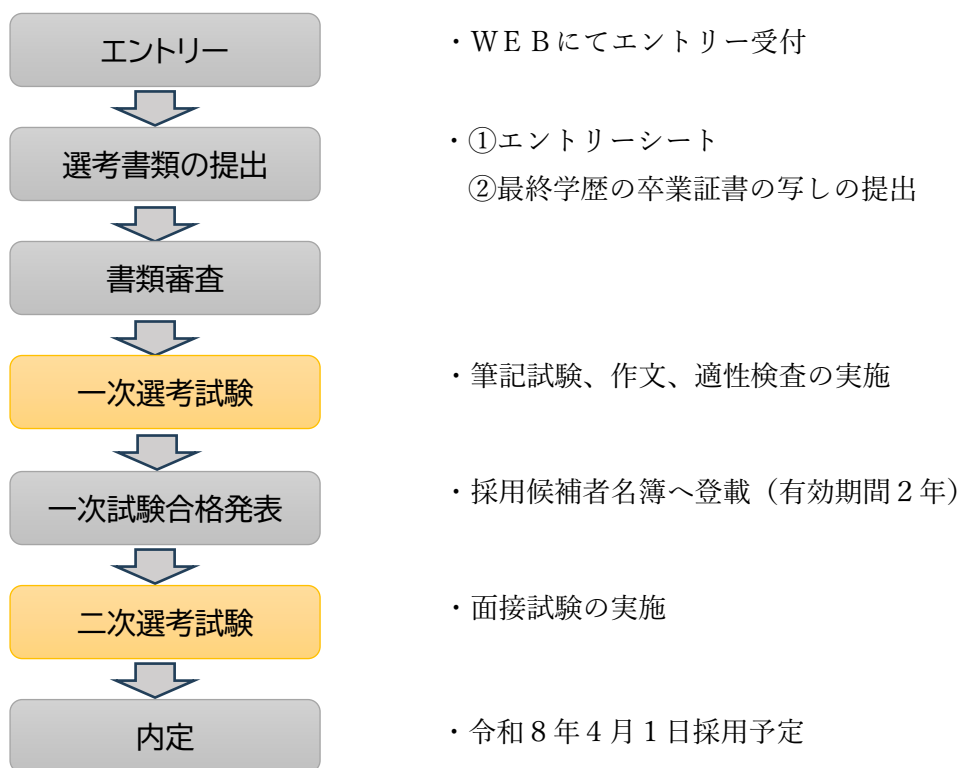 エントリー
・ＷＥＢにてエントリー受付
選考書類の提出
・①エントリーシート
②最終学歴の卒業証書の写しの提出
書類審査
一次選考試験
・筆記試験、作文、適性検査の実施
一次試験合格発表
・採用候補者名簿へ登載（有効期間２年）
二次選考試験
・面接試験の実施
内定
・令和８年４月１日採用予定